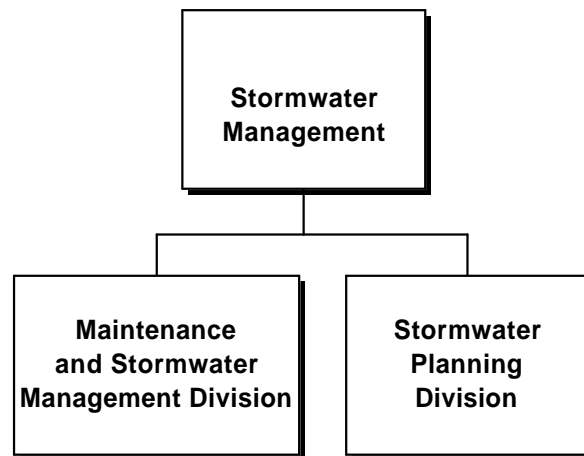 Stormwater
Management
Maintenance
and Stormwater
Management Division
Stormwater
Planning
Division